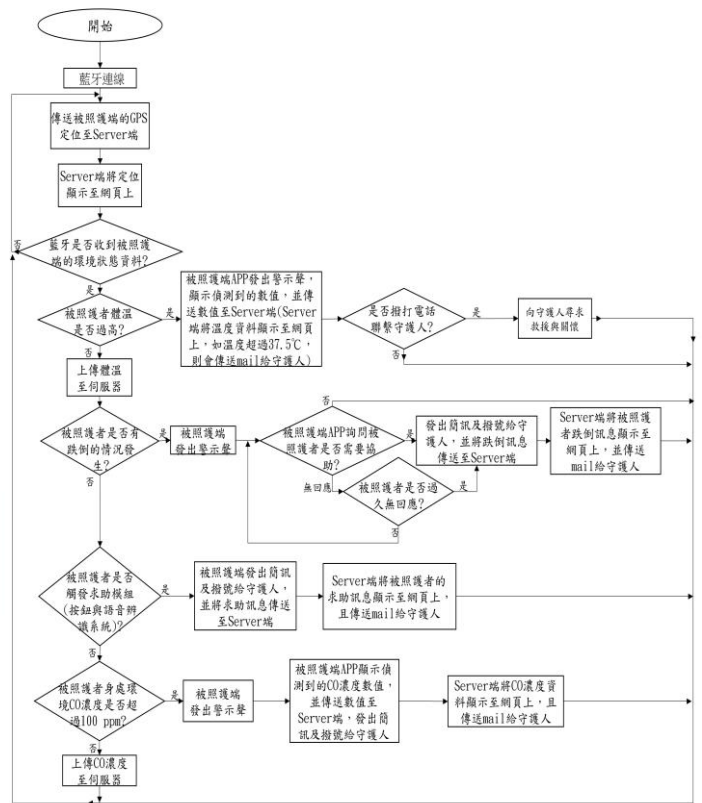 開始
藍牙連線
傳送被照護端的GPS
定位至Server端
Server端將定位
顯示至網頁上
否
藍牙是否收到被照護
端的環境狀態資料?
是
被照護者體溫
是否過高?
是
被照護端APP發出警示聲,
顯示偵測到的數值,並傳
送數值至Server端(Server
端將溫度資料顯示至網頁
上,如溫度超過37.5℃,
則會傳送mail給守護人)
是否撥打電話
聯繫守護人?
是
向守護人尋求
救援與關懷
否
否
上傳體溫
至伺服器
被照護者是否有
跌倒的情況發
生?
是
被照護端
發出警示聲
否
被照護端APP詢問被
照護者是否需要協
助?
是
發出簡訊及撥號給守
護人,並將跌倒訊息
傳送至Server端
Server端將被照護
者跌倒訊息顯示至
網頁上,並傳送
mail給守護人
無回應
被照護者是否過
久無回應?
是
否
否
被照護者是否
觸發求助模組
(按鈕與語音辨
識系統)?
是
被照護端發出簡訊
及撥號給守護人,
並將求助訊息傳送
至Server端
Server端將被照護者的
求助訊息顯示至網頁上,
且傳送mail給守護人
否
被照護者身處環
境CO濃度是否超
過100 ppm?
是
被照護端
發出警示聲
被照護端APP顯示偵
測到的CO濃度數值,
並傳送數值至
Server端,發出簡
訊及撥號給守護人
Server端將CO濃度資
料顯示至網頁上,且
傳送mail給守護人
否
上傳CO濃度
至伺服器